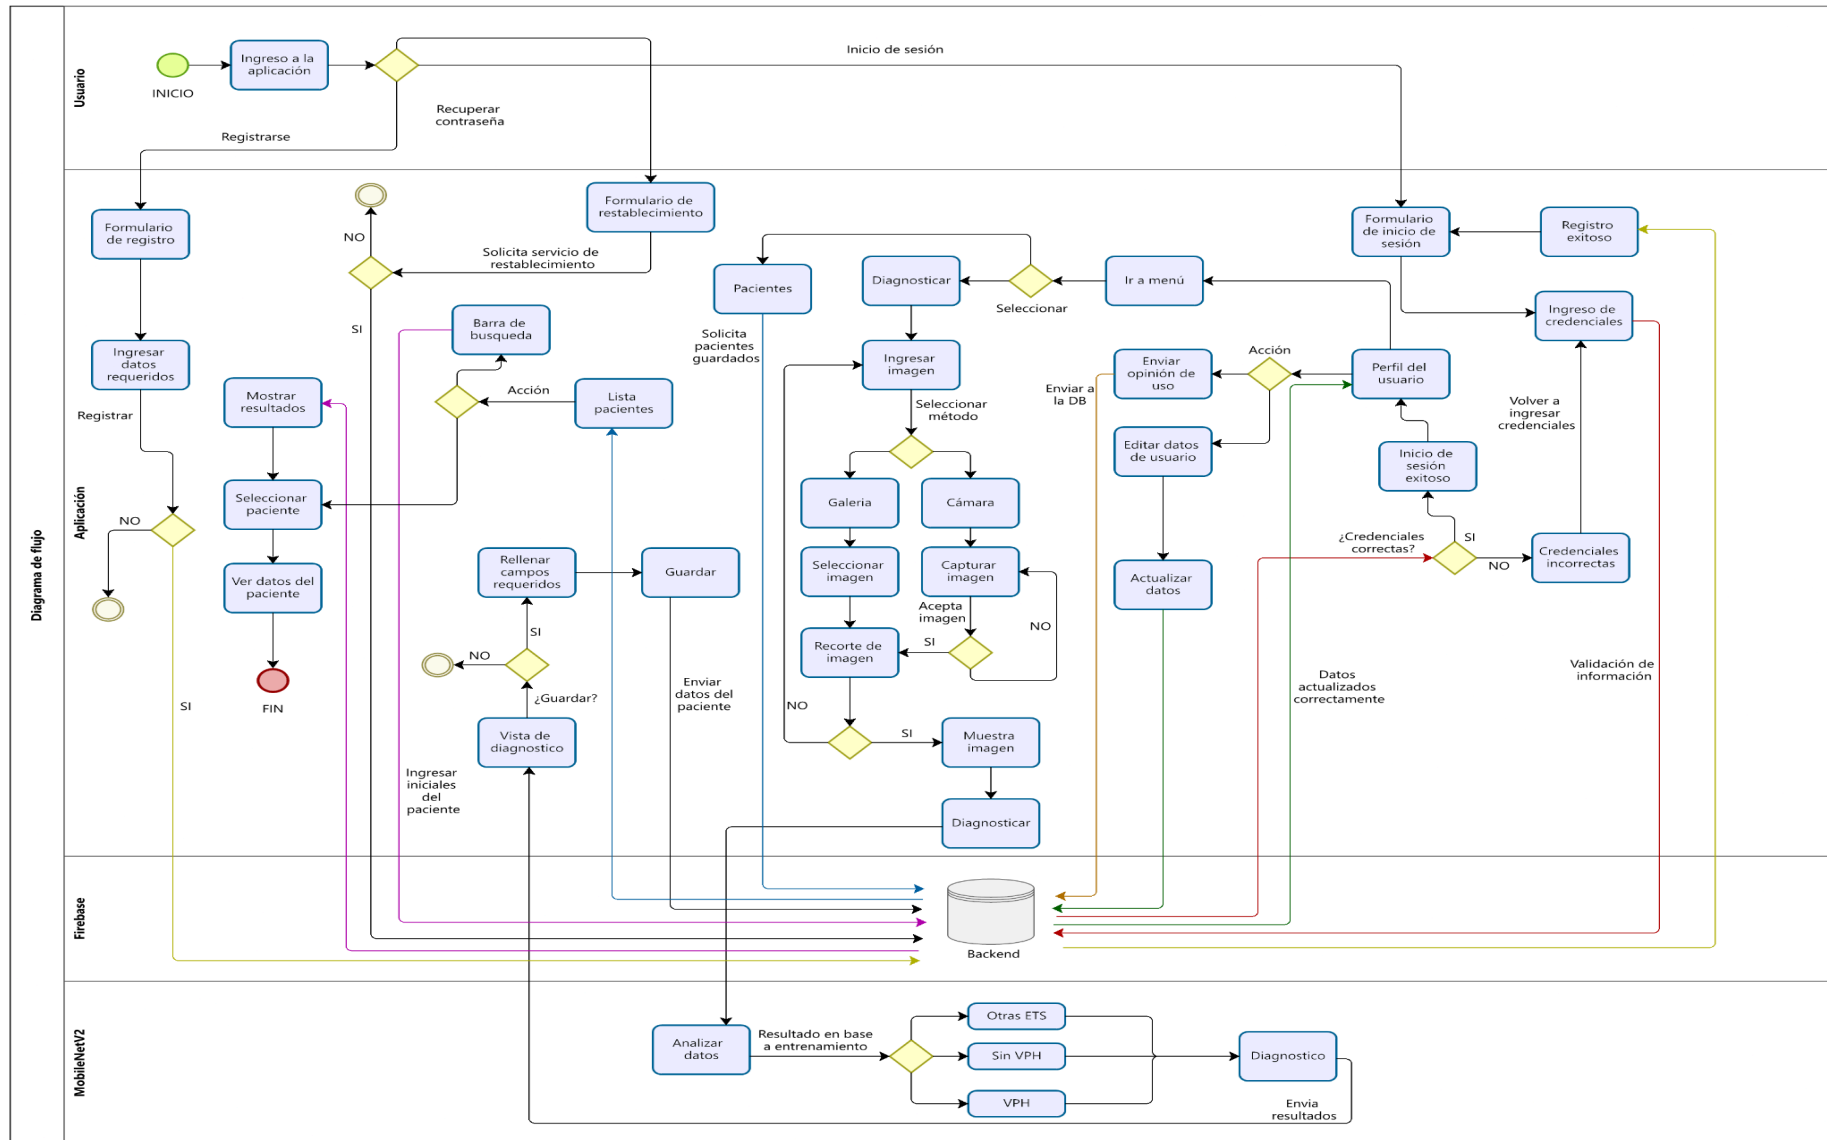 Diagrama de flujo
Usuario
INICIO
Ingreso a la
aplicación
Inicio de sesión
Recuperar
contraseña
Registrarse
Aplicación
Formulario
de registro
Ingresar
datos
requeridos
Registrar
NO
SI
Mostrar
resultados
Seleccionar
paciente
Ver datos del
paciente
FIN
NO
SI
Formulario de
restablecimiento
Solicita servicio de
restablecimiento
Barra de
busqueda
Acción
Lista
pacientes
Ingresar
iniciales
del
paciente
Rellenar
campos
requeridos
Guardar
SI
NO
¿Guardar?
Vista de
diagnostico
Enviar
datos del
paciente
Pacientes
Solicita
pacientes
guardados
Diagnosticar
Seleccionar
Ir a menú
Ingresar
imagen
Seleccionar
método
Galeria
Cámara
Seleccionar
imagen
Capturar
imagen
Acepta
imagen
NO
SI
Recorte de
imagen
NO
SI
Muestra
imagen
Diagnosticar
Enviar
opinión de
uso
Acción
Enviar a
la DB
Editar datos
de usuario
Actualizar
datos
Perfil del
usuario
Datos
actualizados
correctamente
Formulario
de inicio de
sesión
Registro
exitoso
Ingreso de
credenciales
Volver a
ingresar
credenciales
Inicio de
sesión
exitoso
¿Credenciales
correctas?
SI
NO
Credenciales
incorrectas
Validación de
información
Firebase
Backend
MobileNetV2
Analizar
datos
Resultado en base
a entrenamiento
Otras ETS
Sin VPH
VPH
Diagnostico
Envia
resultados